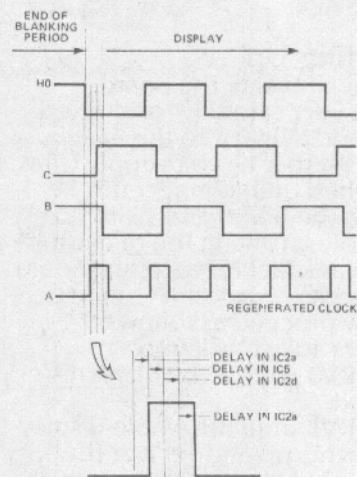 END OF
BLANKING
PERIOD
DISPLAY
H0
C
B
A
REGENERATED CLOCK
DELAY IN IC2a
DELAY IN IC5
DELAY IN IC2d
DELAY IN IC2a